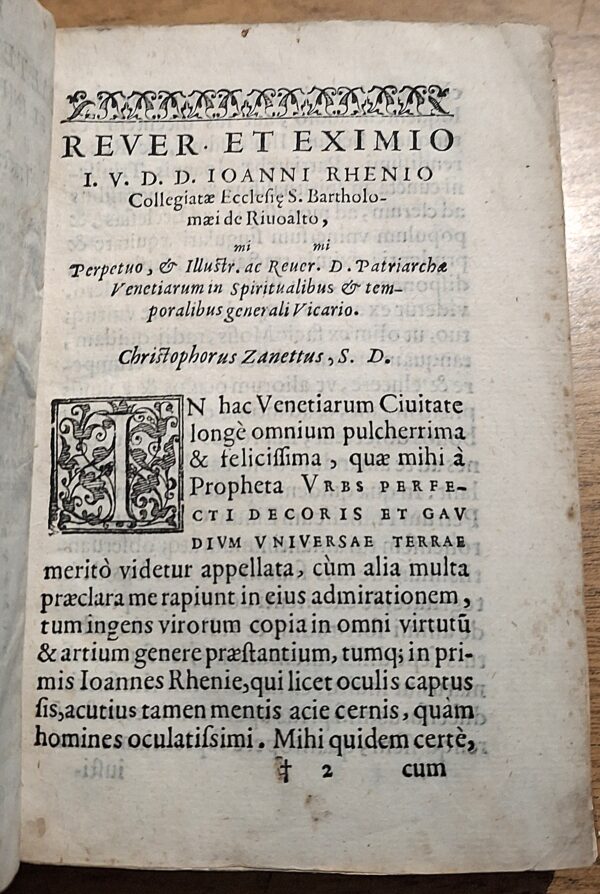 REVER. ET EXIMIO
I. V. D. D. IOANNI RHENIO
Collegiatæ Ecclesię S. Bartholo-
mæi de Riuoalto,
mi mi
Perpetuo, & Illustr. ac Reuer. D. Patriarchæ
Venetiarum in Spiritualibus & tem-
poralibus generali Vicario.
Christophorus Zanettus, S. D.
IN hac Venetiarum Ciuitate
longè omnium pulcherrima
& felicissima, quæ mihi à
Propheta VRBS PERFE-
CTI DECORIS ET GAV
DIVM VNIVERSAE TERRAE
meritò videtur appellata, cùm alia multa
præclara me rapiunt in eius admirationem,
tum ingens virorum copia in omni virtutū
& artium genere præstantium, tumq; in pri-
mis Ioannes Rhenie, qui licet oculis captus
sis, acutius tamen mentis acie cernis, quàm
homines oculatissimi. Mihi quidem certè,
† 2 cum